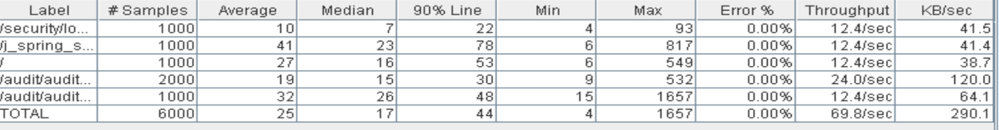 Label # Samples Average Median 90% Line Min Max Error % Throughput KB/sec
/security/lo... 1000 10 7 22 4 93 0.00% 12.4/sec 41.5
/j_spring_s... 1000 41 23 78 6 817 0.00% 12.4/sec 41.4
/ 1000 27 16 53 6 549 0.00% 12.4/sec 38.7
/audit/audit... 2000 19 15 30 9 532 0.00% 24.0/sec 120.0
/audit/audit... 1000 32 26 48 15 1657 0.00% 12.4/sec 64.1
TOTAL 6000 25 17 44 4 1657 0.00% 69.8/sec 290.1